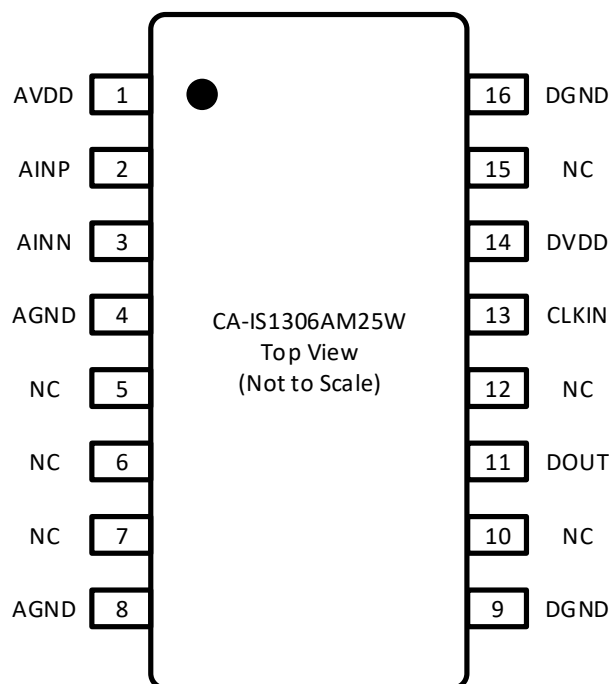 AVDD 1 16 DGND
AINP 2 15 NC
AINN 3 14 DVDD
AGND 4 13 CLKIN
CA-IS1306AM25W
Top View
(Not to Scale)
NC 5 12 NC
NC 6 11 DOUT
NC 7 10 NC
AGND 8 9 DGND